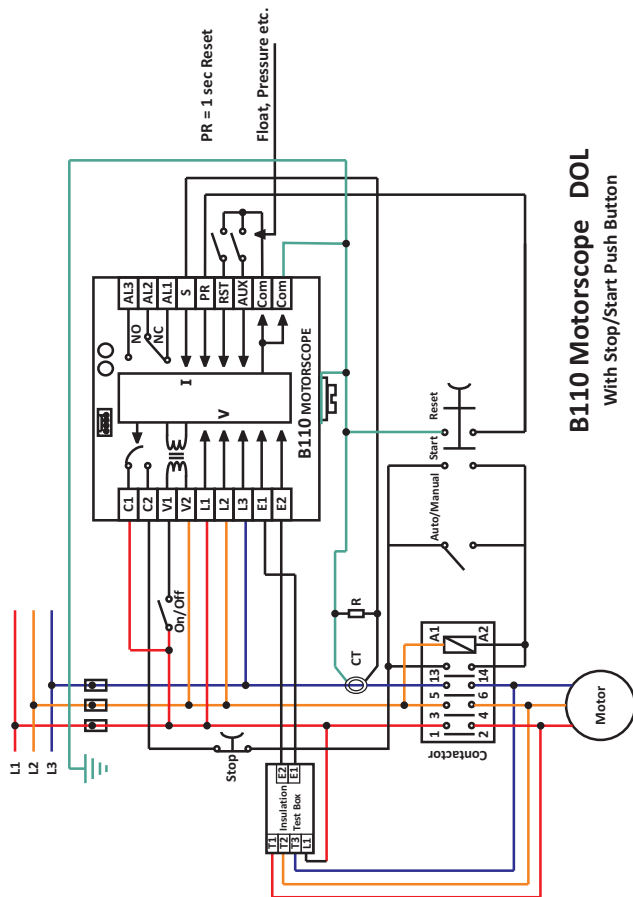 L1
L2
L3
PR = 1 sec Reset
Float, Pressure etc.
AL3
AL2
AL1
S
PR
RST
AUX
Com
Com
NO
NC
I
V
B110 MOTORSCOPE
C1
C2
V1
V2
L1
L2
L3
E1
E2
On/Off
Stop
Auto/Manual
Start
Reset
CT
R
Insulation
Test Box
T1
T2
T3
L1
E2
E1
Contactor
1
3
5
13
A1
2
4
6
14
A2
Motor
B110 Motorscope DOL
With Stop/Start Push Button